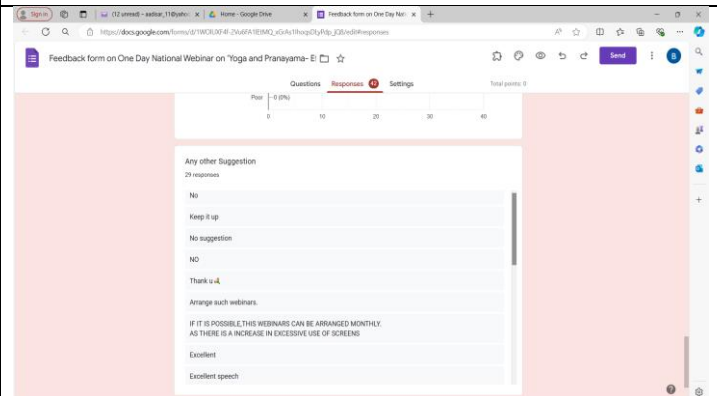 Sign in
(12 unread) - aadisar_11@yaho
Home - Google Drive
Feedback form on One Day Nati
https://docs.google.com/forms/d/
/edit#responses
Feedback form on One Day National Webinar on 'Yoga and Pranayama- E
Send
B
Questions
Responses
42
Settings
Total points: 0
Poor
0 (0%)
0
10
20
30
40
Any other Suggestion
29 responses
No
Keep it up
No suggestion
NO
Thank u🙏
Arrange such webinars.
IF IT IS POSSIBLE,THIS WEBINARS CAN BE ARRANGED MONTHLY.
AS THERE IS A INCREASE IN EXCESSIVE USE OF SCREENS
Excellent
Excellent speech